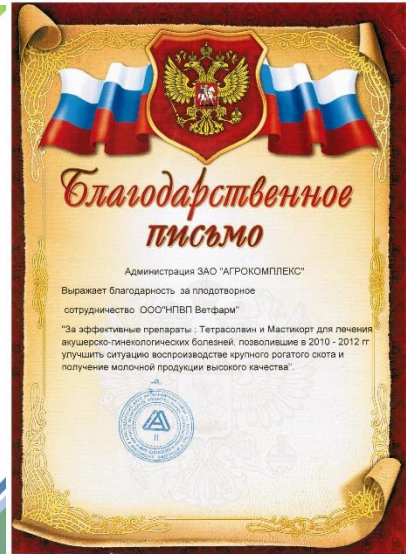 Благодарственное
письмо
Администрация ЗАО "АГРОКОМПЛЕКС"
Выражает благодарность за плодотворное
сотрудничество ООО"НПВП Ветфарм"
"За эффективные препараты : Тетрасолвин и Мастикорт для лечения
акушерско-гинекологических болезней. позволившие в 2010 - 2012 гг
улучшить ситуацию воспроизводстве крупного рогатого скота и
получение молочной продукции высокого качества".